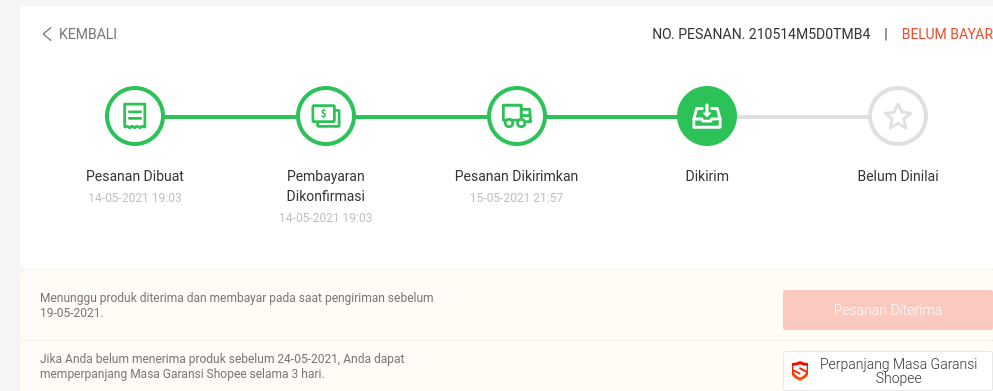 KEMBALI
NO. PESANAN. 210514M5D0TMB4 | BELUM BAYAR
Pesanan Dibuat
14-05-2021 19:03
Pembayaran
Dikonfirmasi
14-05-2021 19:03
Pesanan Dikirimkan
15-05-2021 21:57
Dikirim
Belum Dinilai
Menunggu produk diterima dan membayar pada saat pengiriman sebelum
19-05-2021.
Pesanan Diterima
Jika Anda belum menerima produk sebelum 24-05-2021, Anda dapat
memperpanjang Masa Garansi Shopee selama 3 hari.
Perpanjang Masa Garansi
Shopee